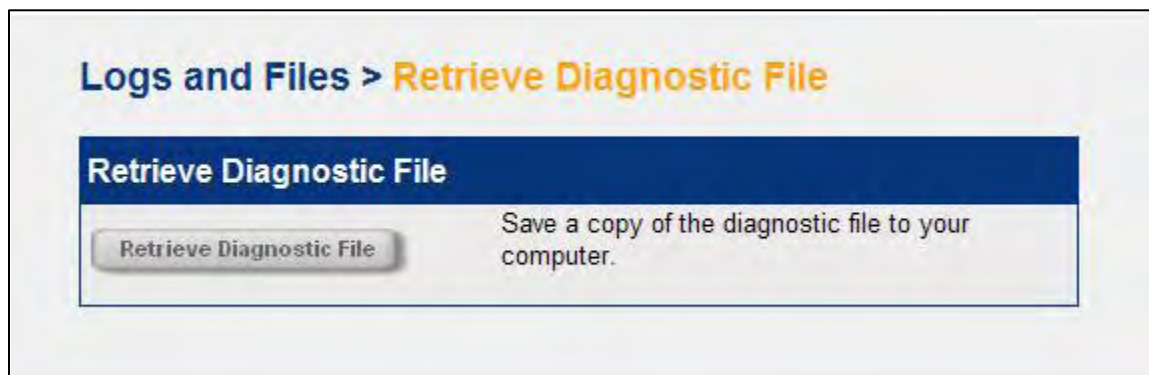 Logs and Files > Retrieve Diagnostic File
Retrieve Diagnostic File
Retrieve Diagnostic File
Save a copy of the diagnostic file to your
computer.